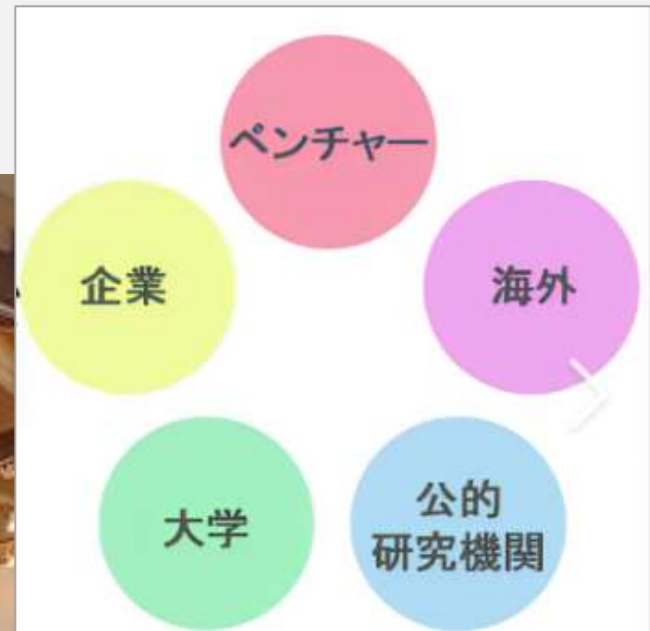 ベンチャー
企業
海外
大学
公的
研究機関